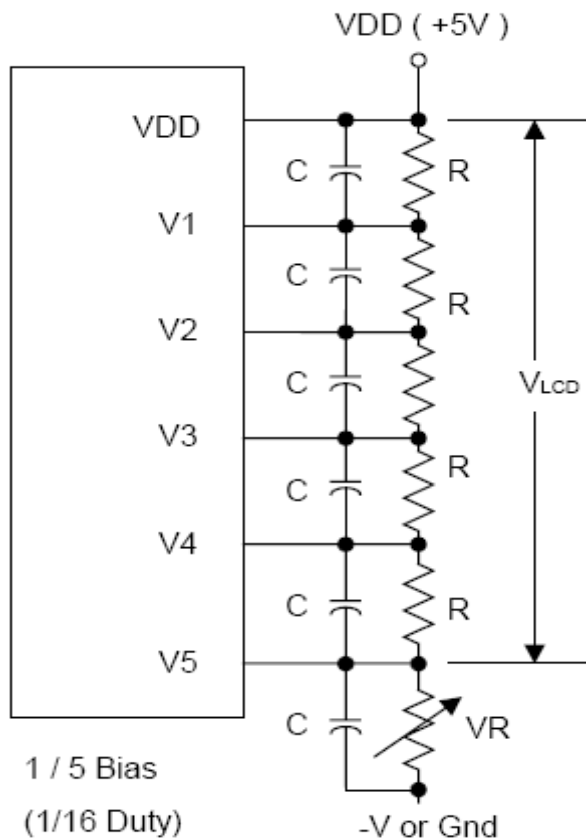 VDD ( +5V )
VDD
C
R
V1
C
R
V2
C
VLCD
V3
C
R
V4
C
R
V5
C
VR
1 / 5 Bias
(1/16 Duty)
-V or Gnd